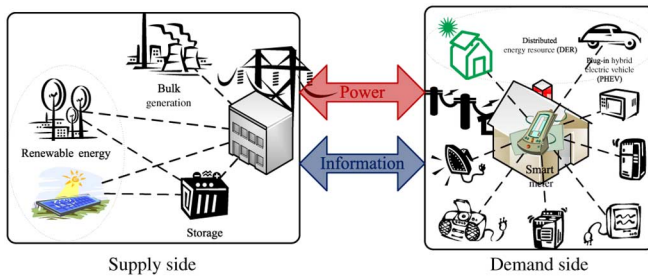 Bulk
generation
Renewable energy
Storage
Supply side
Power
Information
Distributed
energy resource (DER)
Plug-in hybrid
electric vehicle
(PHEV)
Smart
meter
Demand side